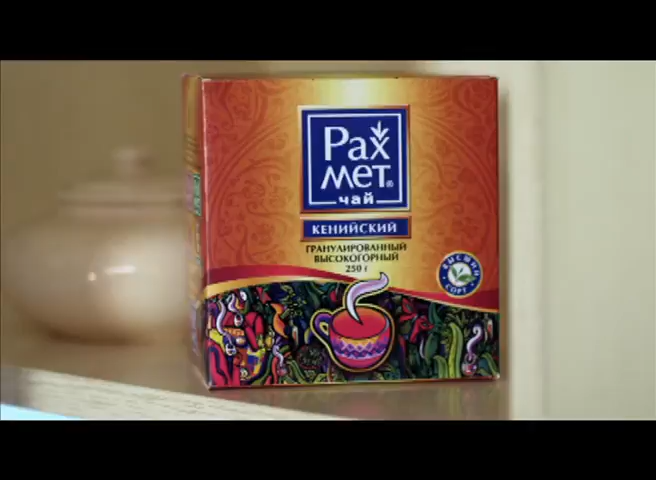 Рах
мет®
чай
КЕНИЙСКИЙ
ГРАНУЛИРОВАННЫЙ
ВЫСОКОГОРНЫЙ
250 г
ВЫСШИЙ
СОРТ